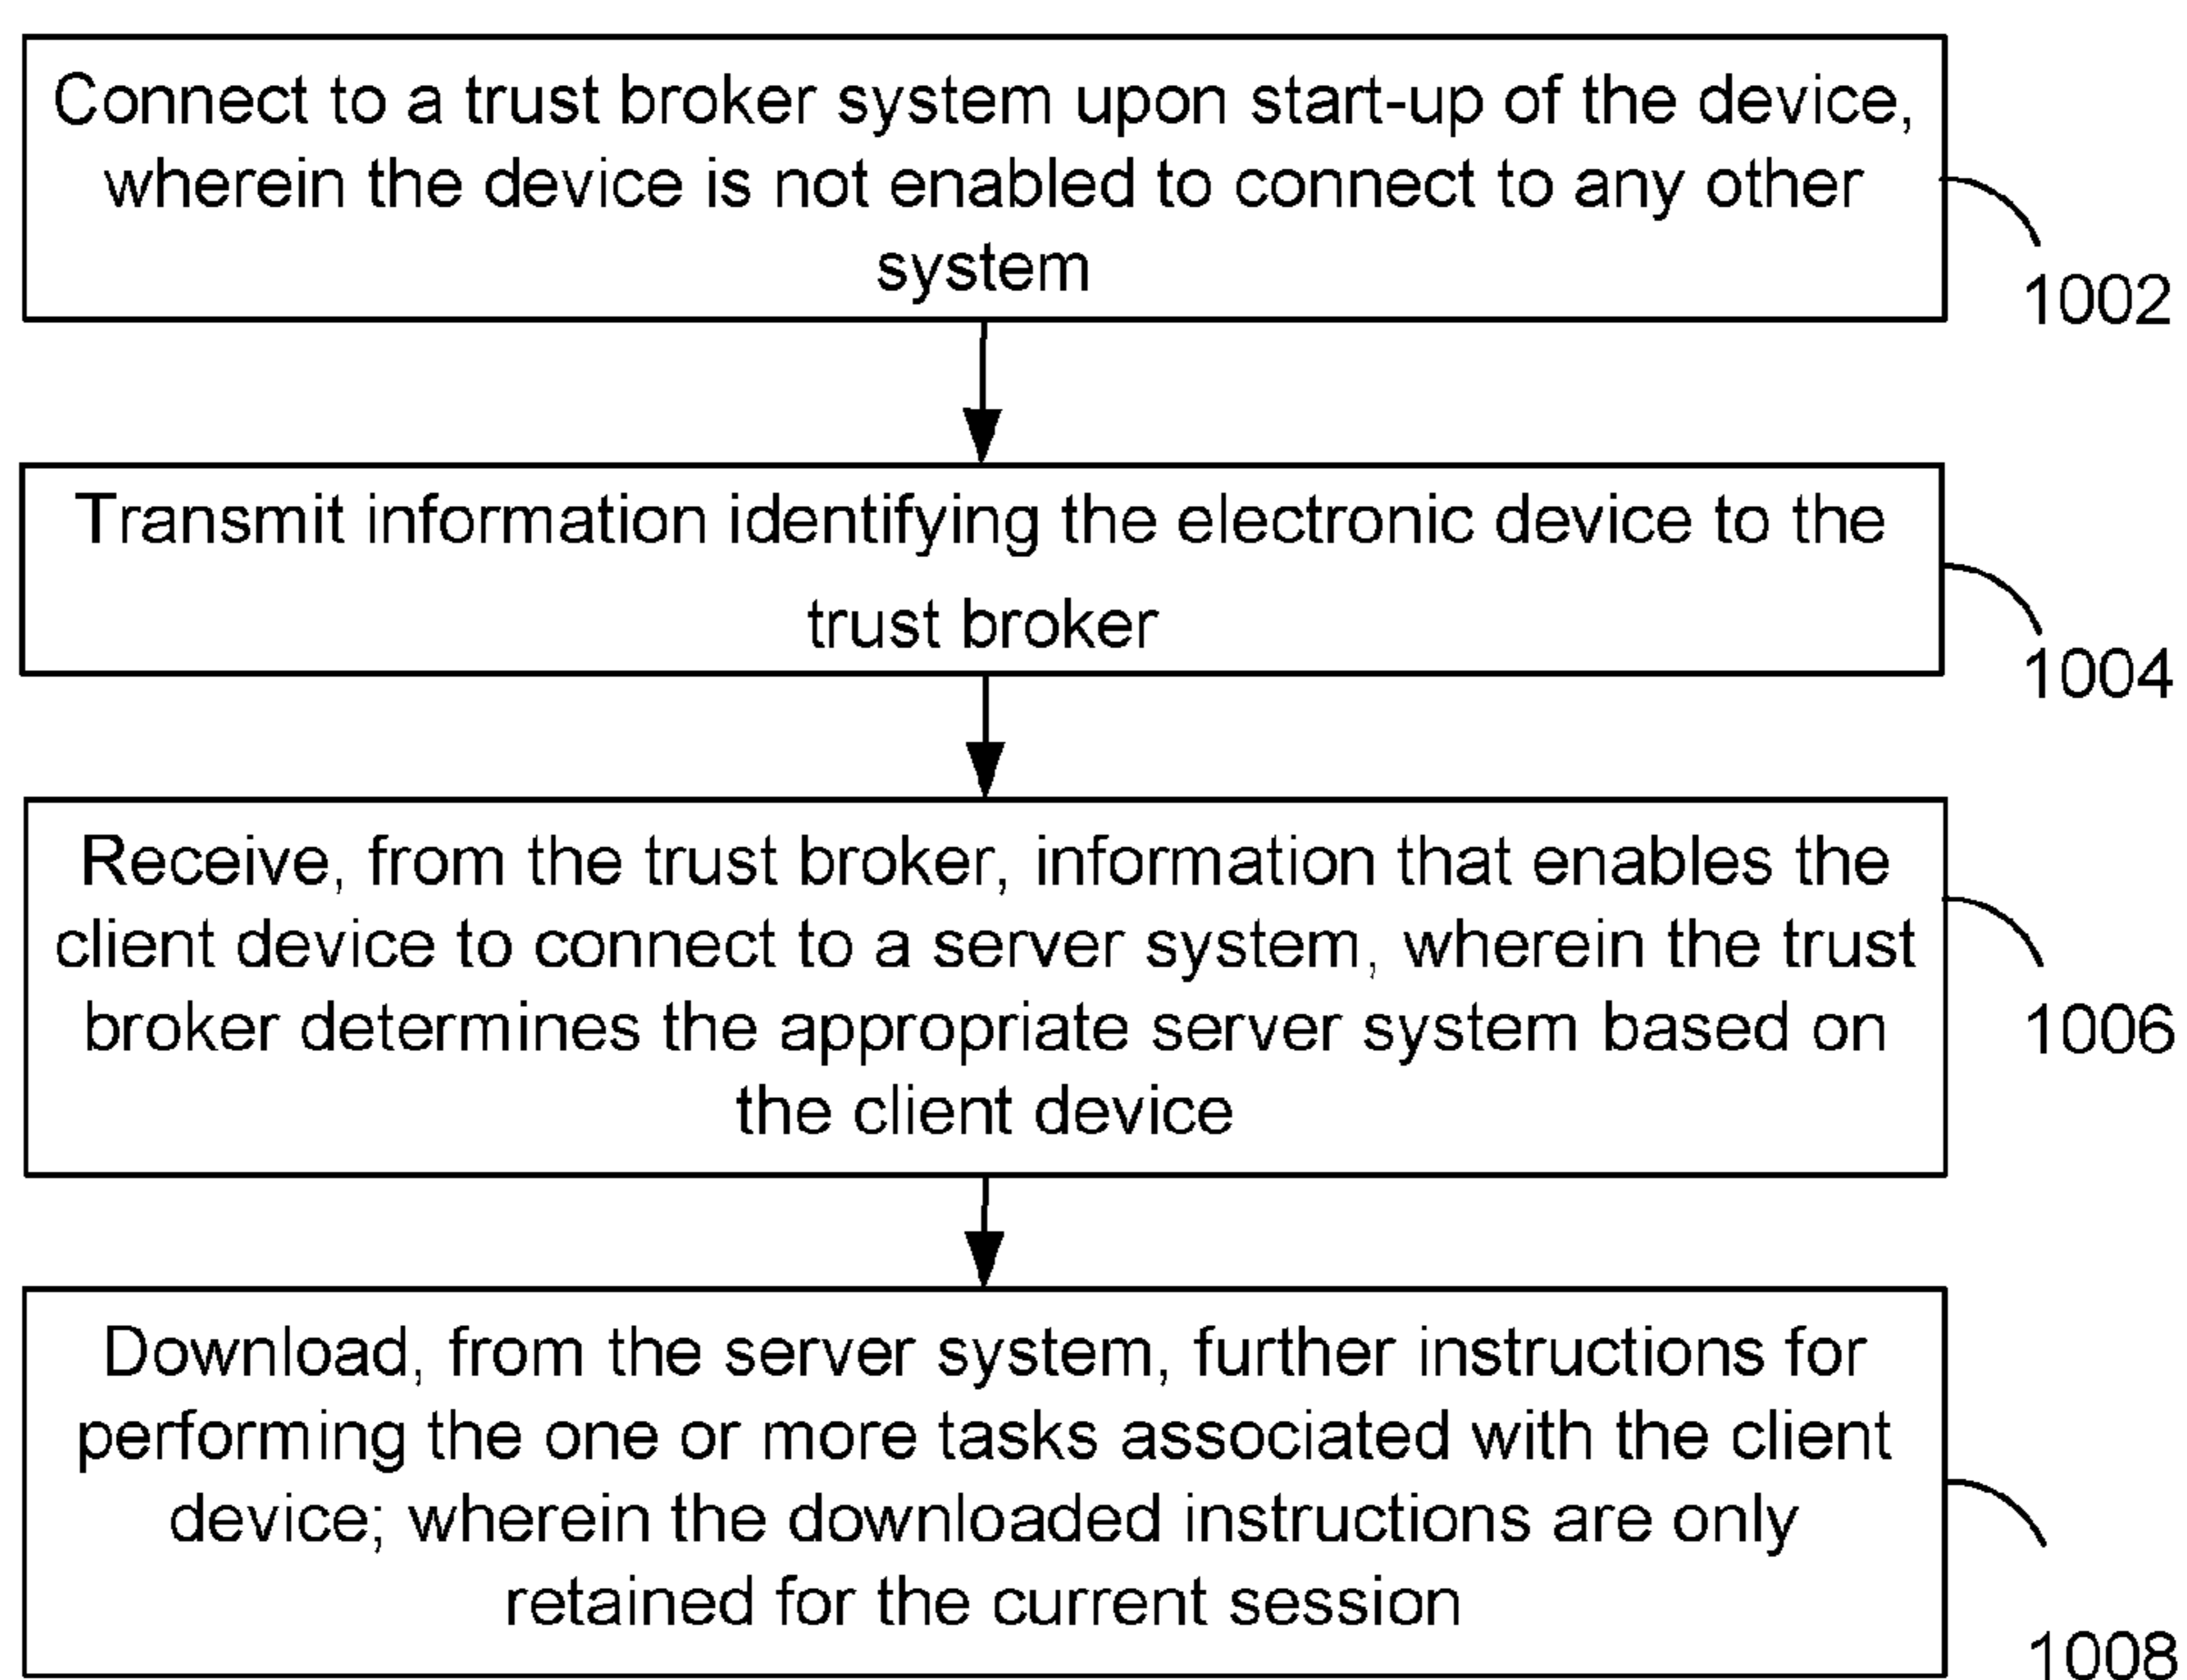 Connect to a trust broker system upon start-up of the device,
wherein the device is not enabled to connect to any other
system
1002
Transmit information identifying the electronic device to the
trust broker
1004
Receive, from the trust broker, information that enables the
client device to connect to a server system, wherein the trust
broker determines the appropriate server system based on
the client device
1006
Download, from the server system, further instructions for
performing the one or more tasks associated with the client
device; wherein the downloaded instructions are only
retained for the current session
1008